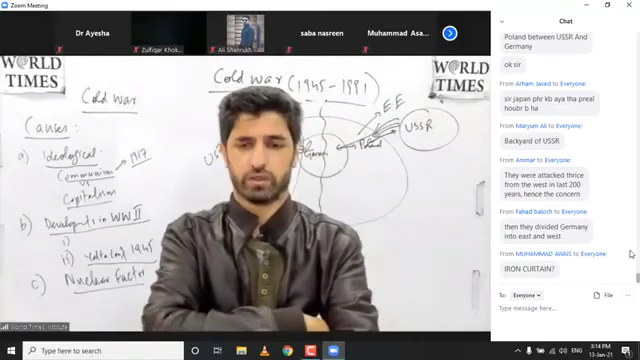 Zoom Meeting
Dr Ayesha
Zulfiqar Khok...
Ali Shahrukh
saba nasreen
Muhammad Asa...
W@RLD
TIMES
Cold war
Causes:
a) Ideological
Communism → 1917
vs
Capitalism
b) Developments in WW II
i)
ii) Yalta Conf 1945
c) Nuclear Factor
Cold war (1945-1991)
US
Poland
EE
USSR
W@RLD
TIMES
World Times Institute
Chat
Poland between USSR And
Germany
ok sir
From Arham Javed to Everyone:
sir japan phr kb aya tha preal
houbr b ha
From Maryum Ali to Everyone:
Backyard of USSR
From Ammar to Everyone:
They were attacked thrice
from the west in last 200
years, hence the concern
From Fahad baloch to Everyone:
then they divided Germany
into east and west
From MUHAMMAD AWAIS to Everyone:
IRON CURTAIN?
To: Everyone
File
Type message here...
Type here to search
ENG
3:14 PM
13-Jan-21